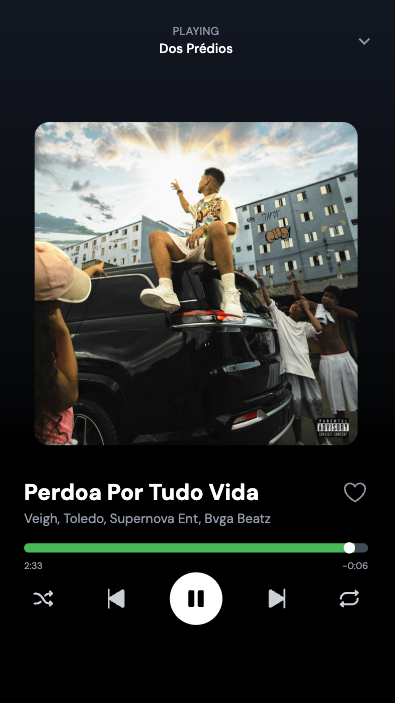 PLAYING
Dos Prédios
PARENTAL
ADVISORY
EXPLICIT CONTENT
Perdoa Por Tudo Vida
Veigh, Toledo, Supernova Ent, Bvga Beatz
2:33
-0:06